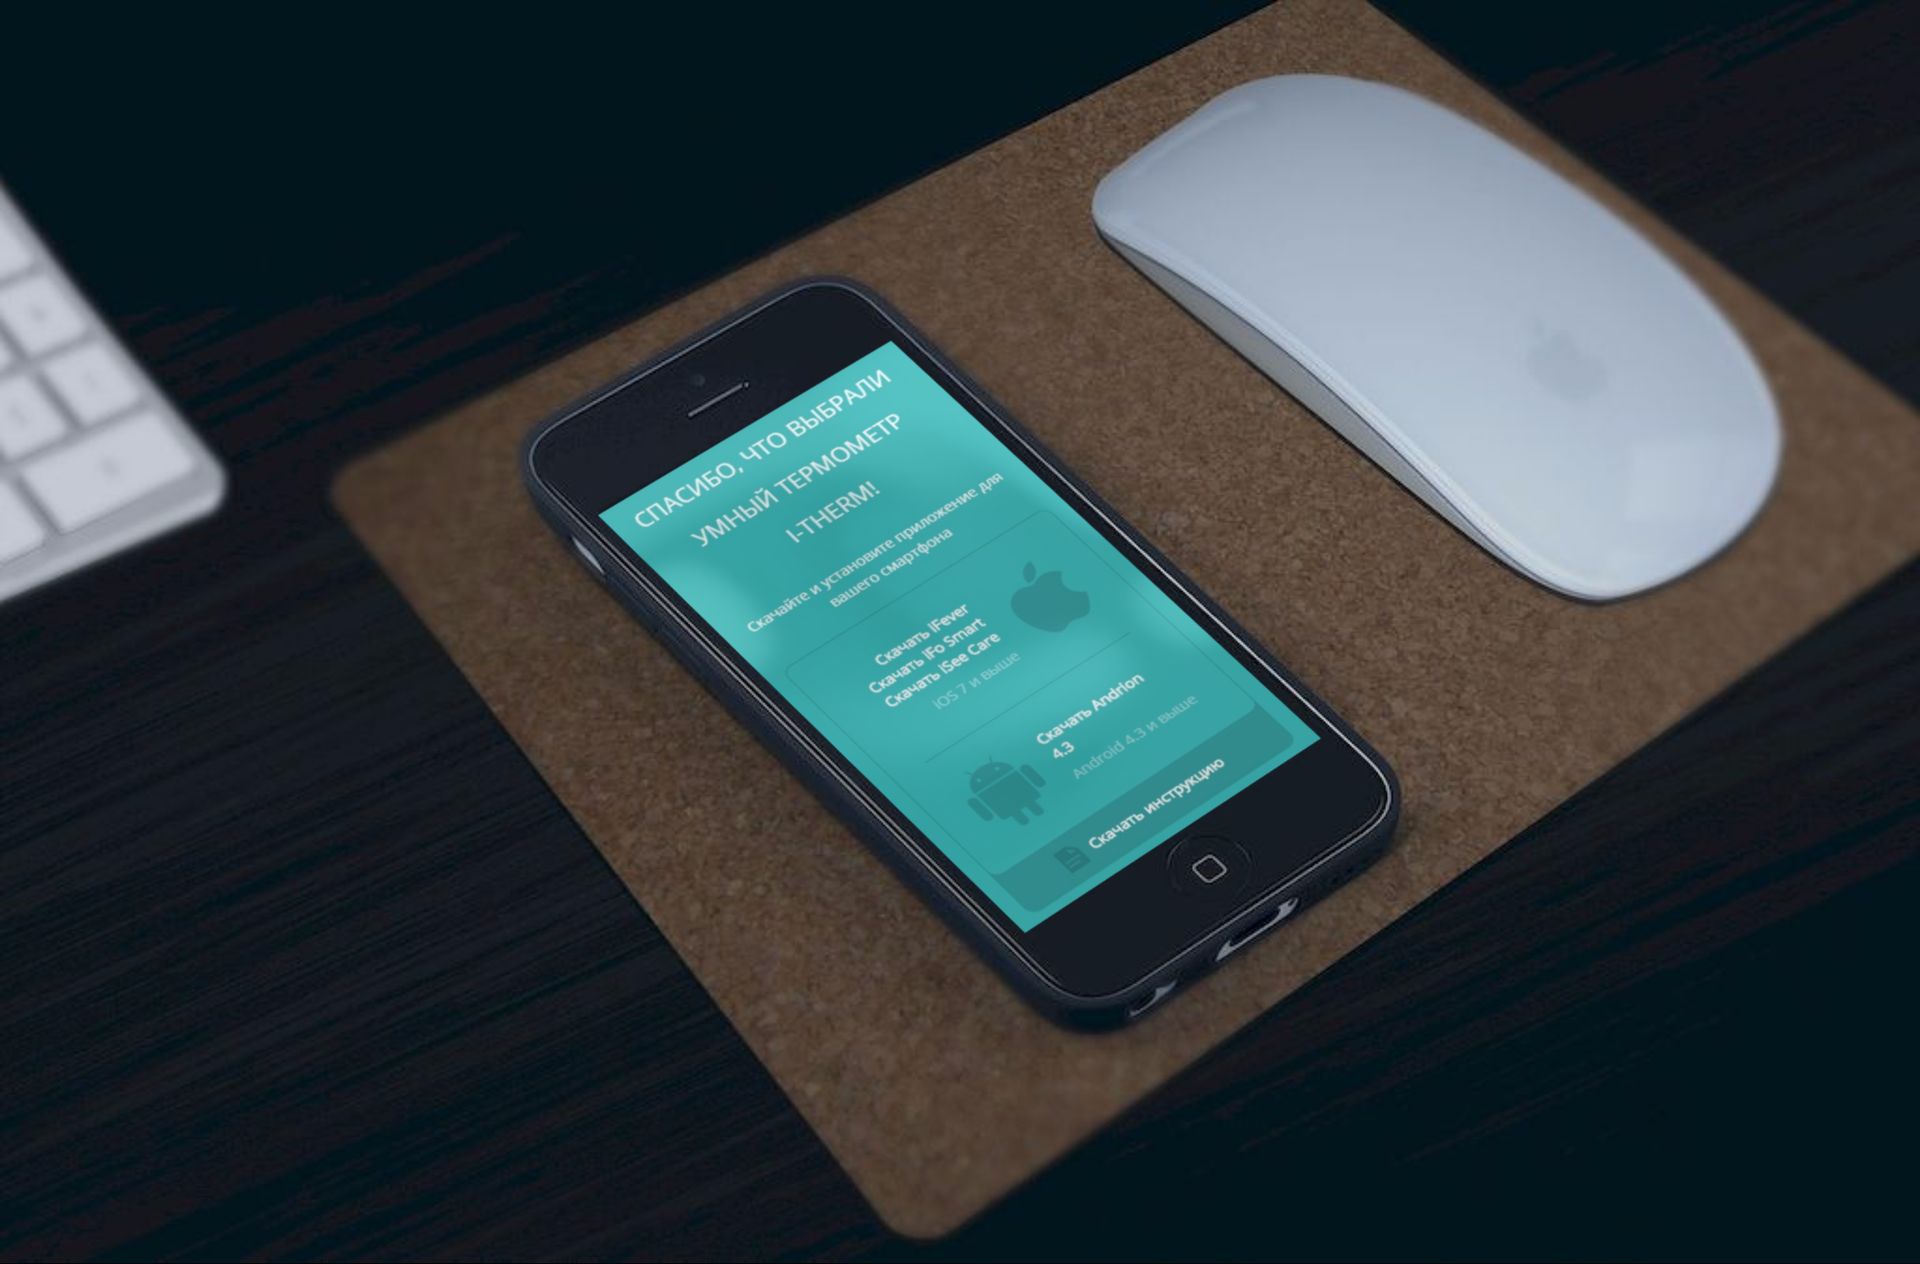 СПАСИБО, ЧТО ВЫБРАЛИ
УМНЫЙ ТЕРМОМЕТР
I-THERM!
Скачайте и установите приложение для
вашего смартфона
Скачать iFever
Скачать iFo Smart
Скачать iSee Care
iOS 7 и выше
Скачать Andrion
4.3
Android 4.3 и выше
Скачать инструкцию